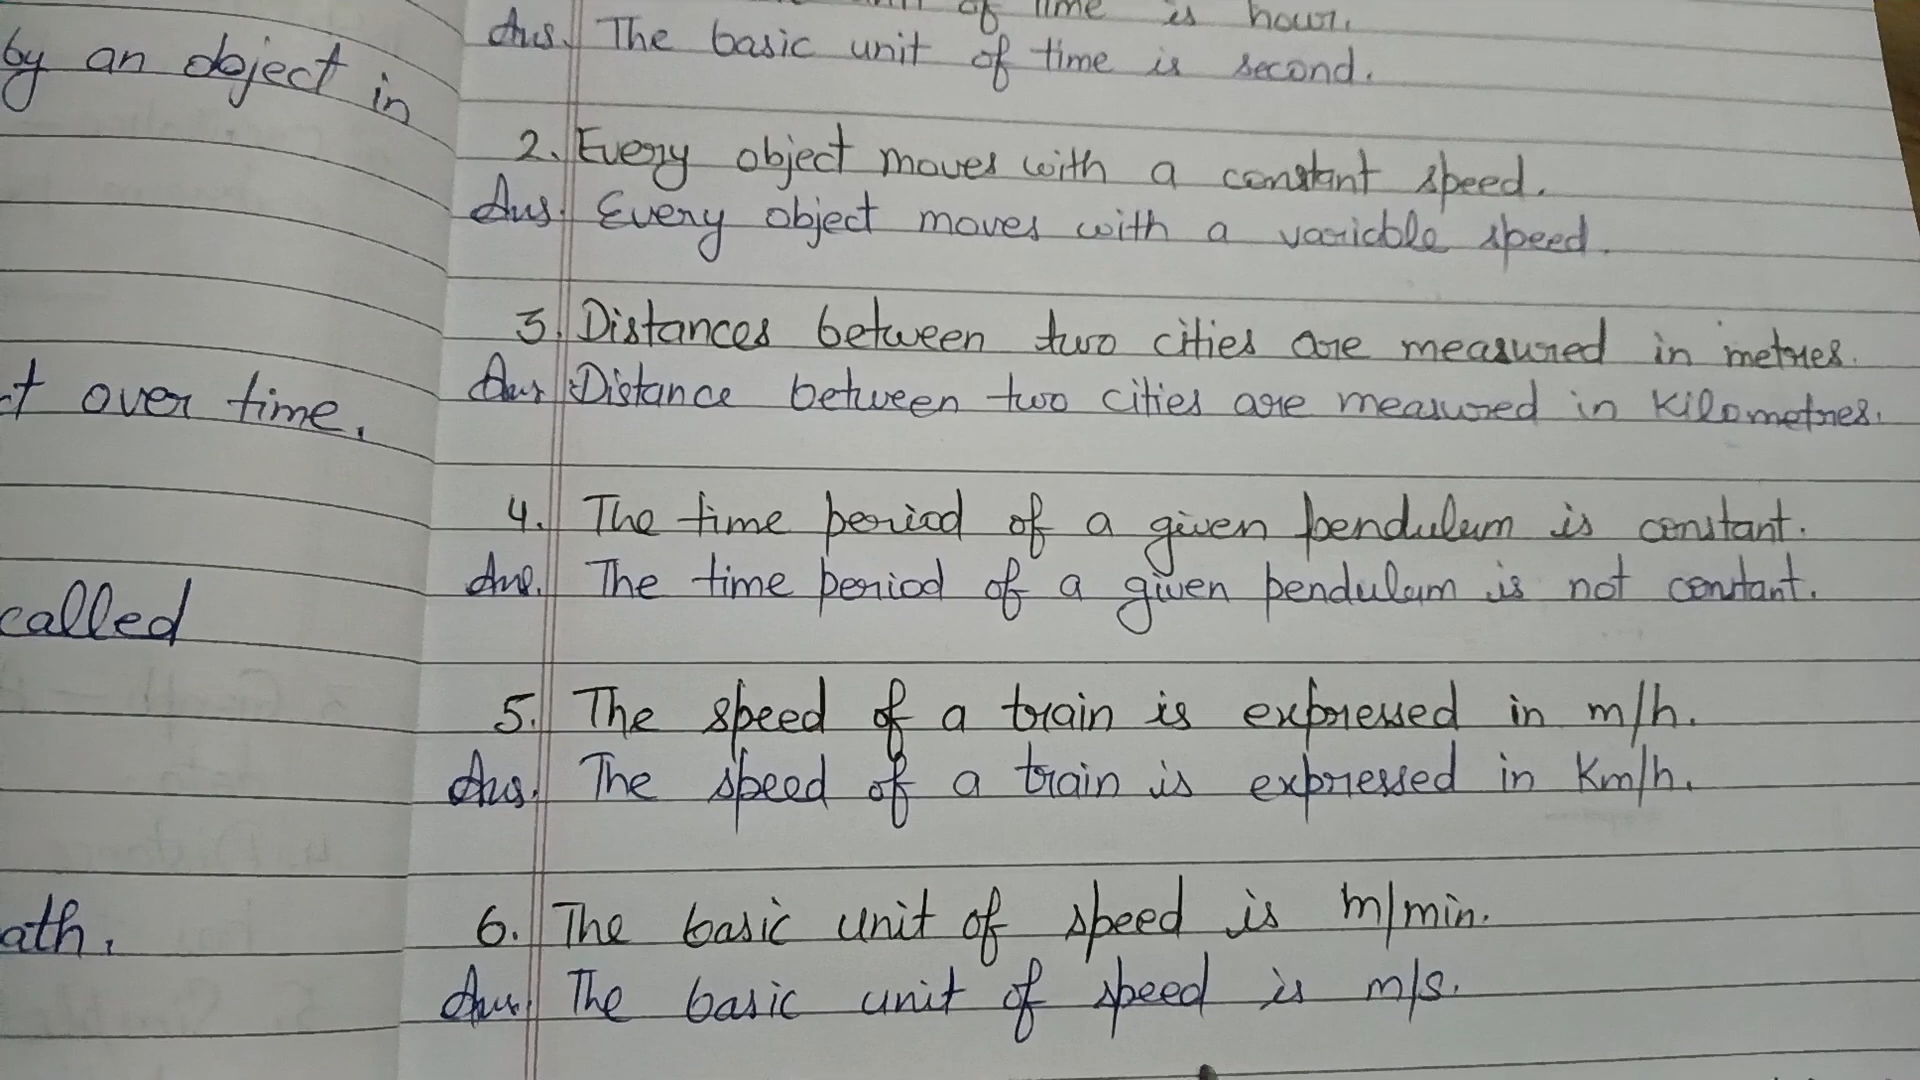 by an object in
t over time.
called
ath.
of time is hour.
Ans. The basic unit of time is second.
2. Every object moves with a constant speed.
Ans. Every object moves with a variable speed.
3. Distances between two cities are measured in metres.
Ans Distance between two cities are measured in Kilometres.
4. The time period of a given pendulum is constant.
Ans. The time period of a given pendulum is not constant.
5. The speed of a train is expressed in m/h.
Ans. The speed of a train is expressed in Km/h.
6. The basic unit of speed is m/min.
Ans. The basic unit of speed is m/s.